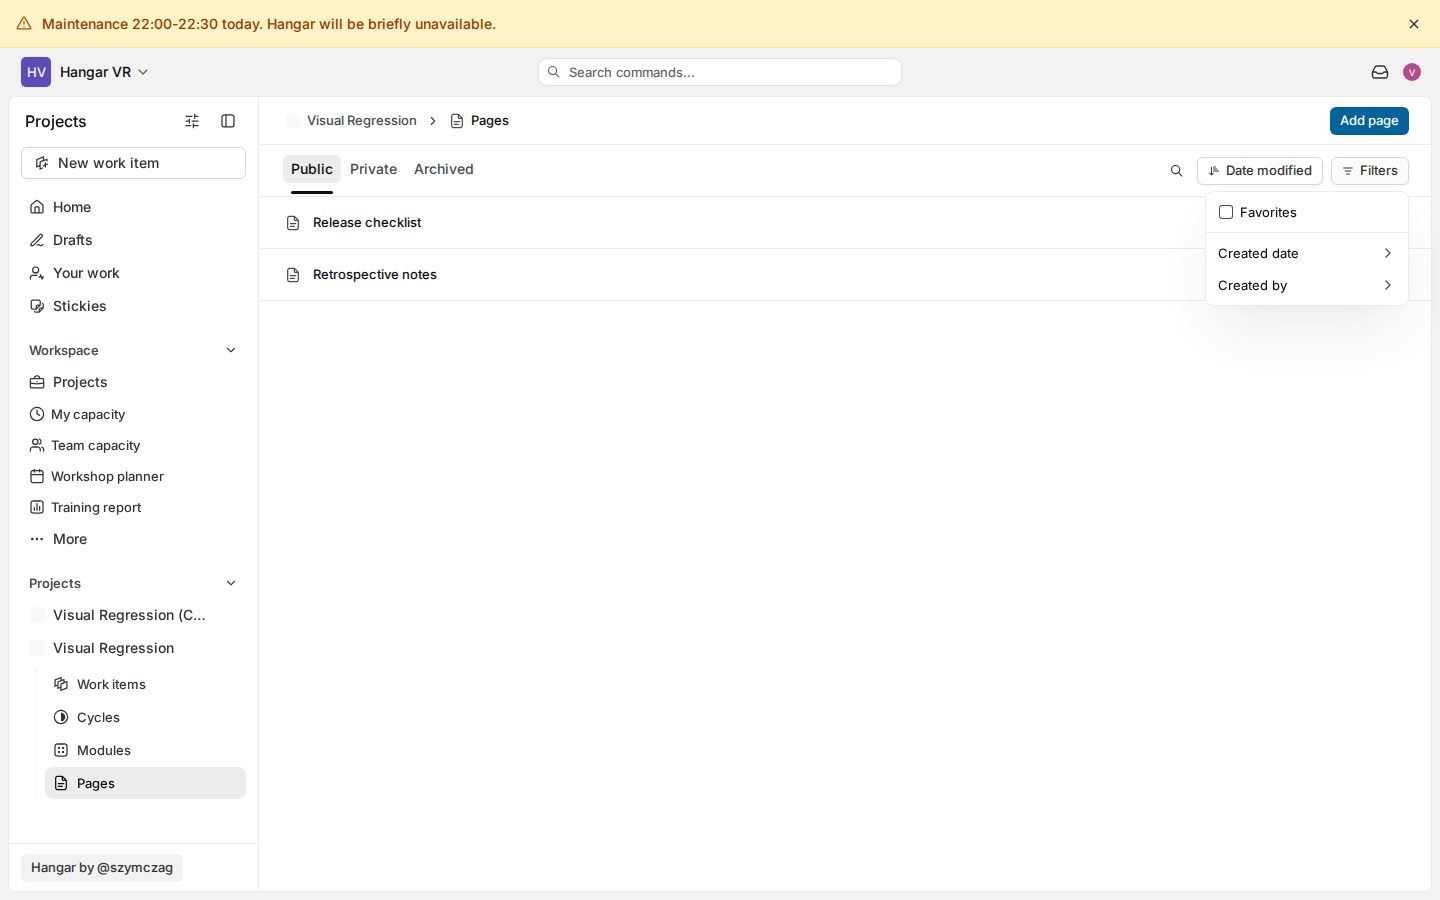 Maintenance 22:00-22:30 today. Hangar will be briefly unavailable.
HV
Hangar VR
Search commands...
V
Projects
New work item
Home
Drafts
Your work
Stickies
Workspace
Projects
My capacity
Team capacity
Workshop planner
Training report
More
Projects
Visual Regression (C...
Visual Regression
Work items
Cycles
Modules
Pages
Hangar by @szymczag
Visual Regression
Pages
Add page
Public
Private
Archived
Date modified
Filters
Release checklist
Retrospective notes
Favorites
Created date
Created by